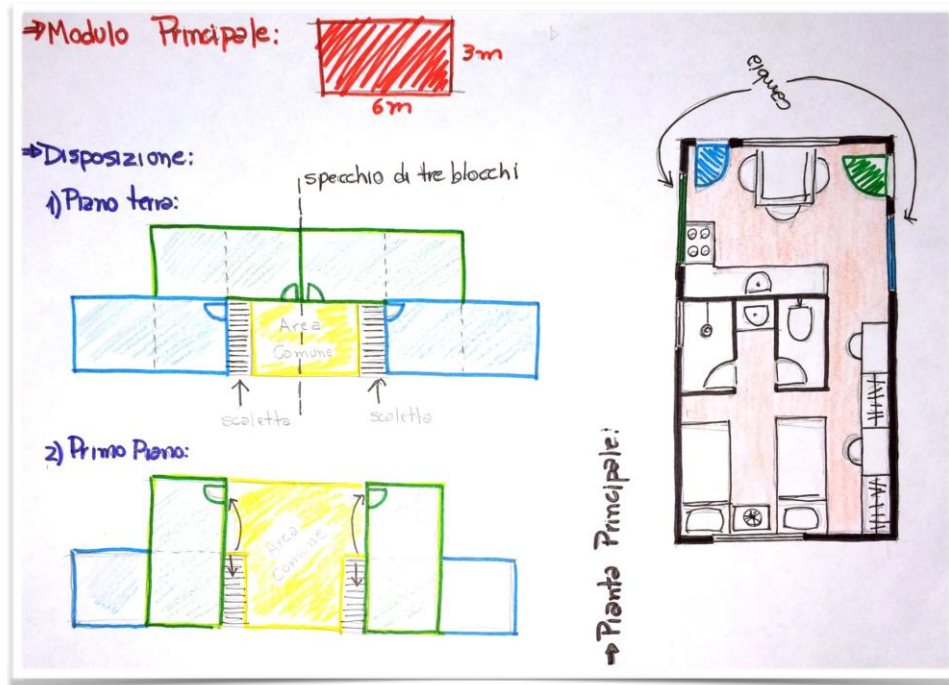 ⇒Modulo Principale:
3m
6m
⇒Disposizione:
1) Piano terra:
specchio di tre blocchi
Area
Comune
scaletta
scaletta
2) Primo Piano:
Area
Comune
cambia
→Pianta Principale: